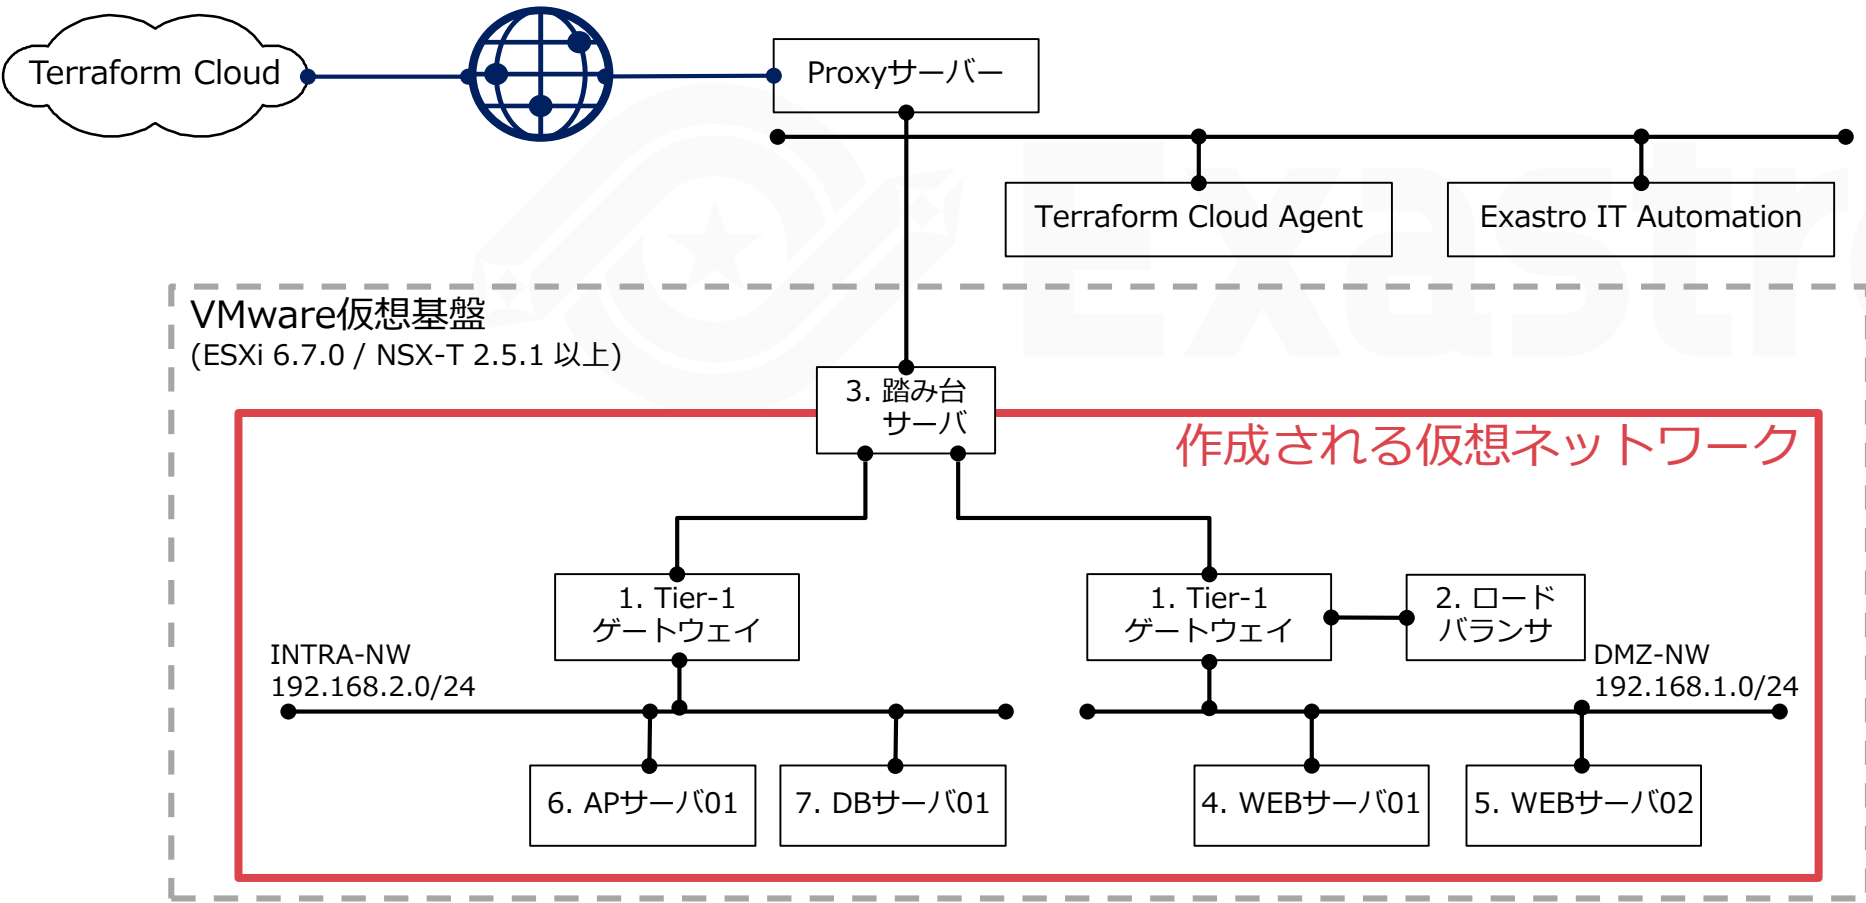 Terraform Cloud
Proxyサーバー
Terraform Cloud Agent
Exastro IT Automation
Exastro
VMware仮想基盤
(ESXi 6.7.0 / NSX-T 2.5.1 以上)
3. 踏み台
サーバ
作成される仮想ネットワーク
1. Tier-1
ゲートウェイ
1. Tier-1
ゲートウェイ
2. ロード
バランサ
INTRA-NW
192.168.2.0/24
DMZ-NW
192.168.1.0/24
6. APサーバ01
7. DBサーバ01
4. WEBサーバ01
5. WEBサーバ02